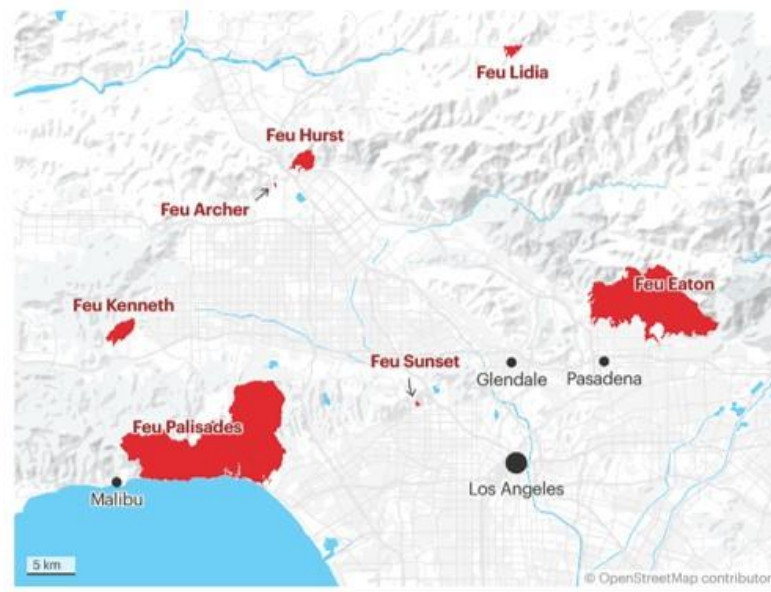 Feu Lidia
Feu Hurst
Feu Archer
Feu Eaton
Feu Kenneth
Feu Sunset
Glendale
Pasadena
Feu Palisades
Los Angeles
Malibu
5 km
© OpenStreetMap contributor